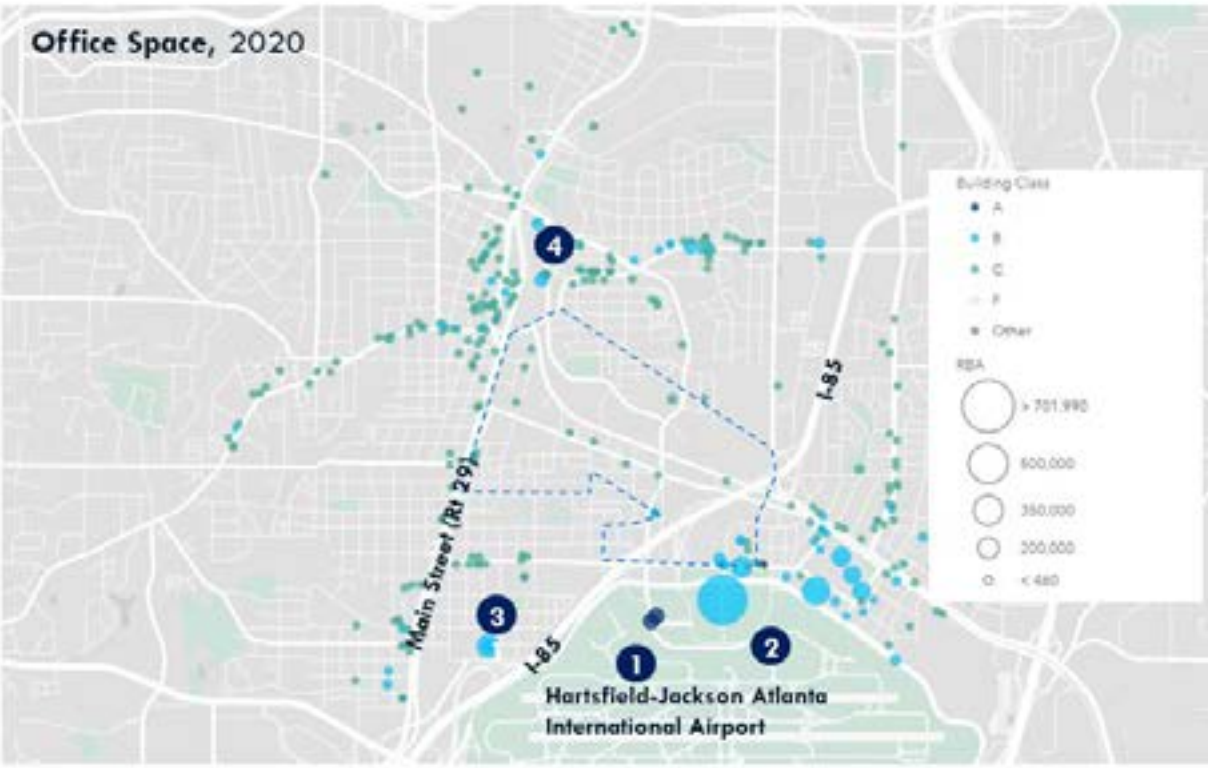 Office Space, 2020
Building Class
A
B
C
F
Other
RBA
> 701,990
500,000
350,000
200,000
< 460
4
I-85
Main Street (Rt 29)
3
I-85
1
2
Hartsfield-Jackson Atlanta
International Airport